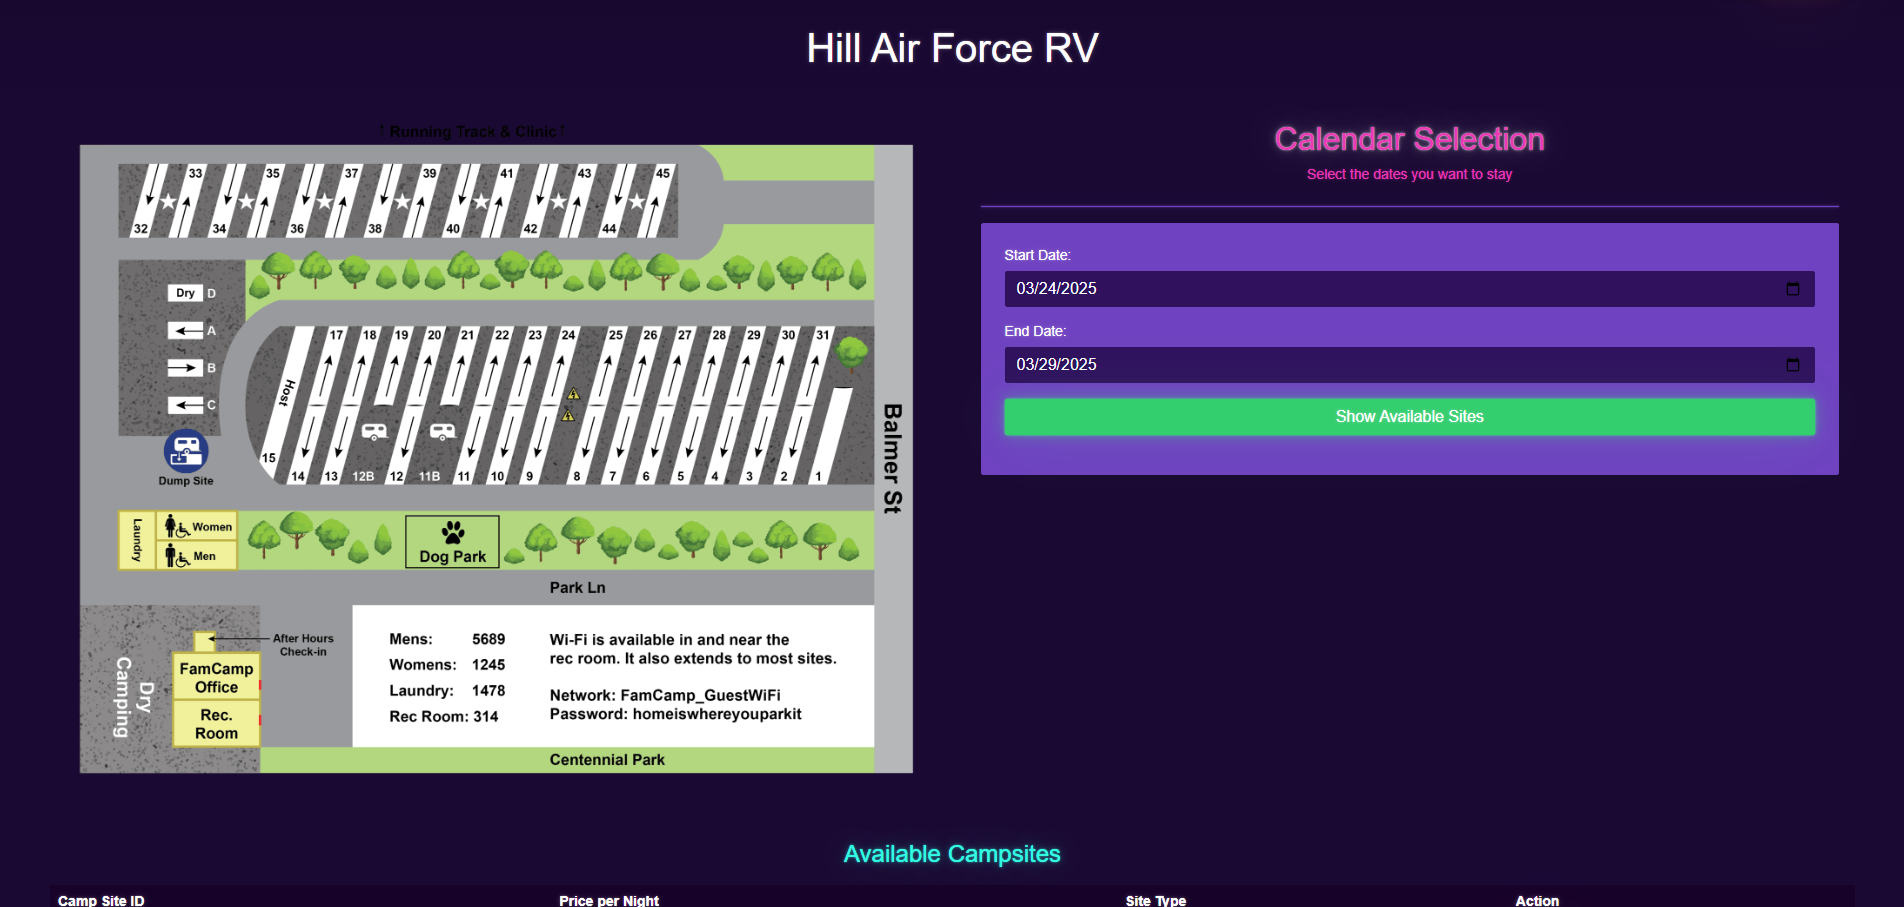 Hill Air Force RV
↑ Running Track & Clinic ↑
33 35 37 39 41 43 45
32 34 36 38 40 42 44
Dry D
A
B
C
Dump Site
17 18 19 20 21 22 23 24 25 26 27 28 29 30 31
Host
15 14 13 12B 12 11B 11 10 9 8 7 6 5 4 3 2 1
Balmer St
Laundry
Women
Men
Dog Park
Park Ln
After Hours
Check-in
FamCamp
Office
Rec.
Room
Dry
Camping
Mens: 5689
Womens: 1245
Laundry: 1478
Rec Room: 314
Wi-Fi is available in and near the
rec room. It also extends to most sites.
Network: FamCamp_GuestWiFi
Password: homeiswhereyouparkit
Centennial Park
Calendar Selection
Select the dates you want to stay
Start Date:
03/24/2025
End Date:
03/29/2025
Show Available Sites
Available Campsites
Camp Site ID Price per Night Site Type Action